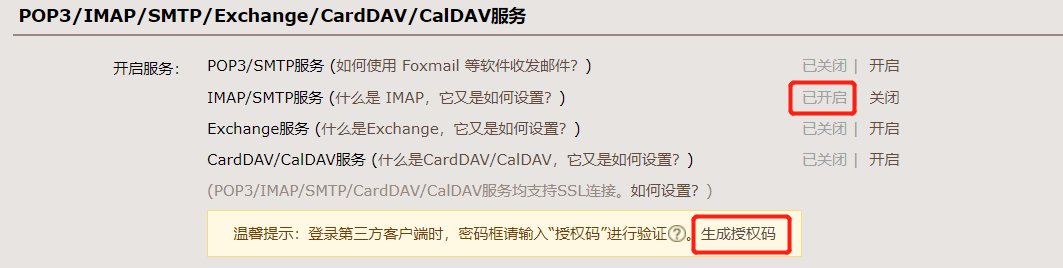 POP3/IMAP/SMTP/Exchange/CardDAV/CalDAV服务
开启服务： POP3/SMTP服务 (如何使用 Foxmail 等软件收发邮件？) 已关闭 | 开启
IMAP/SMTP服务 (什么是 IMAP，它又是如何设置？) 已开启 关闭
Exchange服务 (什么是Exchange，它又是如何设置？) 已关闭 | 开启
CardDAV/CalDAV服务 (什么是CardDAV/CalDAV，它又是如何设置？) 已关闭 | 开启
(POP3/IMAP/SMTP/CardDAV/CalDAV服务均支持SSL连接。如何设置？)
温馨提示：登录第三方客户端时，密码框请输入“授权码”进行验证?。生成授权码